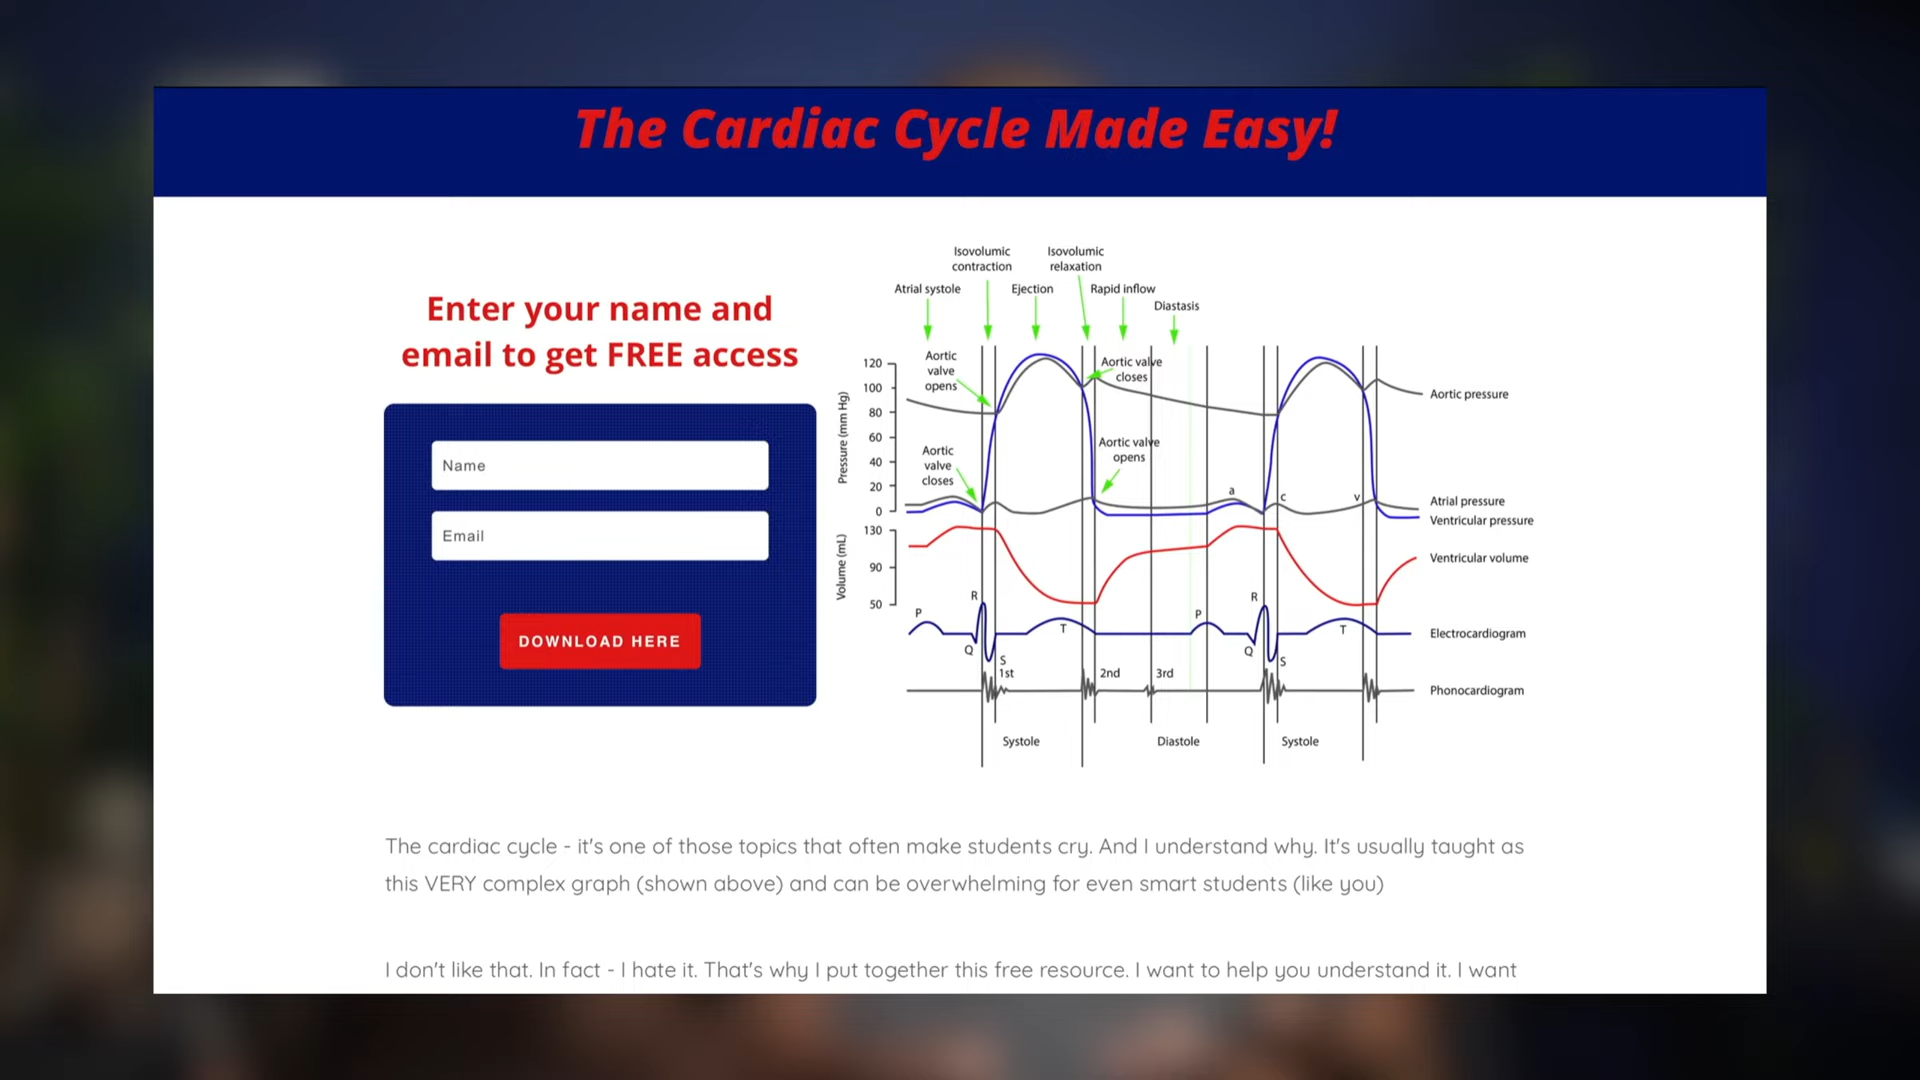 The Cardiac Cycle Made Easy!
Enter your name and
email to get FREE access
Name
Email
DOWNLOAD HERE
Isovolumic
contraction
Isovolumic
relaxation
Atrial systole
Ejection
Rapid inflow
Diastasis
Aortic
valve
opens
Aortic valve
closes
Aortic
valve
closes
Aortic valve
opens
Pressure (mm Hg)
120
100
80
60
40
20
0
Volume (mL)
130
90
50
a
c
v
Aortic pressure
Atrial pressure
Ventricular pressure
Ventricular volume
Electrocardiogram
Phonocardiogram
P
R
Q
S
T
P
R
Q
S
T
1st
2nd
3rd
Systole
Diastole
Systole
The cardiac cycle - it's one of those topics that often make students cry. And I understand why. It's usually taught as
this VERY complex graph (shown above) and can be overwhelming for even smart students (like you)
I don't like that. In fact - I hate it. That's why I put together this free resource. I want to help you understand it. I want